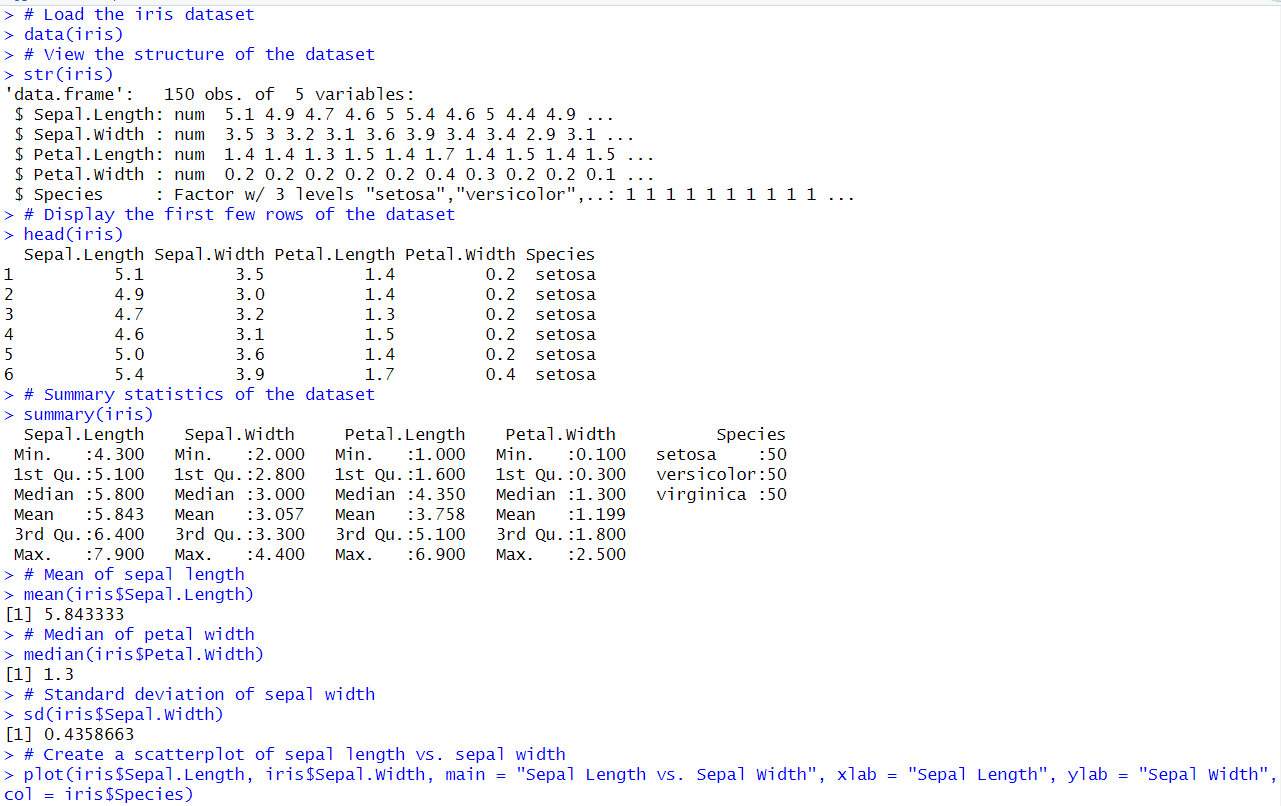 > # Load the iris dataset
> data(iris)
> # View the structure of the dataset
> str(iris)
'data.frame':   150 obs. of  5 variables:
 $ Sepal.Length: num  5.1 4.9 4.7 4.6 5 5.4 4.6 5 4.4 4.9 ...
 $ Sepal.Width : num  3.5 3 3.2 3.1 3.6 3.9 3.4 3.4 2.9 3.1 ...
 $ Petal.Length: num  1.4 1.4 1.3 1.5 1.4 1.7 1.4 1.5 1.4 1.5 ...
 $ Petal.Width : num  0.2 0.2 0.2 0.2 0.2 0.4 0.3 0.2 0.2 0.1 ...
 $ Species     : Factor w/ 3 levels "setosa","versicolor",..: 1 1 1 1 1 1 1 1 1 1 ...
> # Display the first few rows of the dataset
> head(iris)
  Sepal.Length Sepal.Width Petal.Length Petal.Width Species
1          5.1         3.5          1.4         0.2  setosa
2          4.9         3.0          1.4         0.2  setosa
3          4.7         3.2          1.3         0.2  setosa
4          4.6         3.1          1.5         0.2  setosa
5          5.0         3.6          1.4         0.2  setosa
6          5.4         3.9          1.7         0.4  setosa
> # Summary statistics of the dataset
> summary(iris)
  Sepal.Length    Sepal.Width     Petal.Length    Petal.Width          Species
 Min.   :4.300   Min.   :2.000   Min.   :1.000   Min.   :0.100   setosa    :50
 1st Qu.:5.100   1st Qu.:2.800   1st Qu.:1.600   1st Qu.:0.300   versicolor:50
 Median :5.800   Median :3.000   Median :4.350   Median :1.300   virginica :50
 Mean   :5.843   Mean   :3.057   Mean   :3.758   Mean   :1.199
 3rd Qu.:6.400   3rd Qu.:3.300   3rd Qu.:5.100   3rd Qu.:1.800
 Max.   :7.900   Max.   :4.400   Max.   :6.900   Max.   :2.500
> # Mean of sepal length
> mean(iris$Sepal.Length)
[1] 5.843333
> # Median of petal width
> median(iris$Petal.Width)
[1] 1.3
> # Standard deviation of sepal width
> sd(iris$Sepal.Width)
[1] 0.4358663
> # Create a scatterplot of sepal length vs. sepal width
> plot(iris$Sepal.Length, iris$Sepal.Width, main = "Sepal Length vs. Sepal Width", xlab = "Sepal Length", ylab = "Sepal Width",
col = iris$Species)